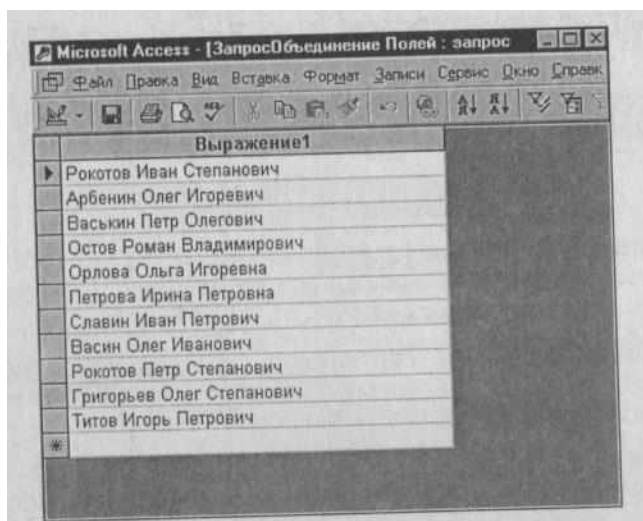 Microsoft Access - [ЗапросОбъединение Полей : запрос
Файл Правка Вид Вставка Формат Записи Сервис Окно Справк
Выражение1
Рокотов Иван Степанович
Арбенин Олег Игоревич
Васькин Петр Олегович
Остов Роман Владимирович
Орлова Ольга Игоревна
Петрова Ирина Петровна
Славин Иван Петрович
Васин Олег Иванович
Рокотов Петр Степанович
Григорьев Олег Степанович
Титов Игорь Петрович